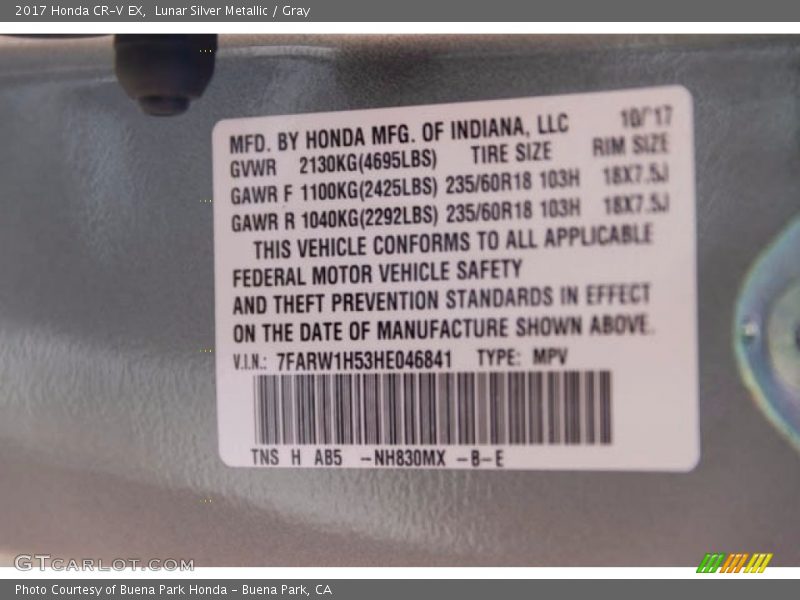 2017 Honda CR-V EX, Lunar Silver Metallic / Gray
MFD. BY HONDA MFG. OF INDIANA, LLC 10/'17
GVWR 2130KG(4695LBS) TIRE SIZE RIM SIZE
GAWR F 1100KG(2425LBS) 235/60R18 103H 18X7.5J
GAWR R 1040KG(2292LBS) 235/60R18 103H 18X7.5J
THIS VEHICLE CONFORMS TO ALL APPLICABLE
FEDERAL MOTOR VEHICLE SAFETY
AND THEFT PREVENTION STANDARDS IN EFFECT
ON THE DATE OF MANUFACTURE SHOWN ABOVE.
V.I.N.: 7FARW1H53HE046841 TYPE: MPV
TNS H AB5 -NH830MX -B-E
GTCARLOT.COM
Photo Courtesy of Buena Park Honda - Buena Park, CA